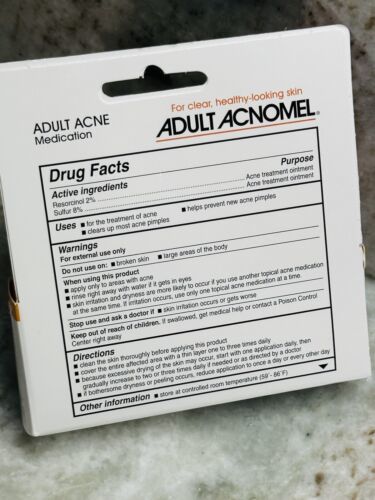 ADULT ACNE
Medication
For clear, healthy-looking skin
ADULT ACNOMEL®
Drug Facts
Active ingredients Purpose
Resorcinol 2% Acne treatment ointment
Sulfur 8% Acne treatment ointment
Uses ■ for the treatment of acne ■ helps prevent new acne pimples
■ clears up most acne pimples
Warnings
For external use only
Do not use on: ■ broken skin ■ large areas of the body
When using this product
■ apply only to areas with acne
■ rinse right away with water if it gets in eyes
■ skin irritation and dryness are more likely to occur if you use another topical acne medication
at the same time. If irritation occurs, use only one topical acne medication at a time.
Stop use and ask a doctor if ■ skin irritation occurs or gets worse
Keep out of reach of children. If swallowed, get medical help or contact a Poison Control
Center right away
Directions
■ clean the skin thoroughly before applying this product
■ cover the entire affected area with a thin layer one to three times daily
■ because excessive drying of the skin may occur, start with one application daily, then
gradually increase to two or three times daily if needed or as directed by a doctor
■ if bothersome dryness or peeling occurs, reduce application to once a day or every other day
Other information ■ store at controlled room temperature (59˚- 86˚F)